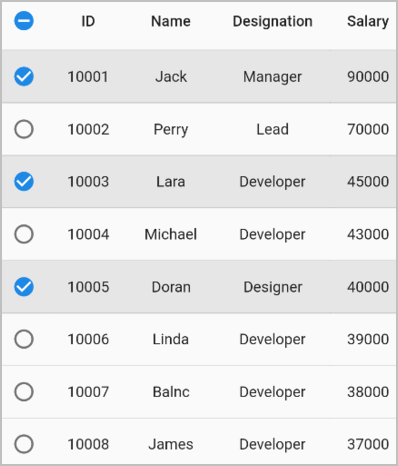 ID Name Designation Salary
10001 Jack Manager 90000
10002 Perry Lead 70000
10003 Lara Developer 45000
10004 Michael Developer 43000
10005 Doran Designer 40000
10006 Linda Developer 39000
10007 Balnc Developer 38000
10008 James Developer 37000